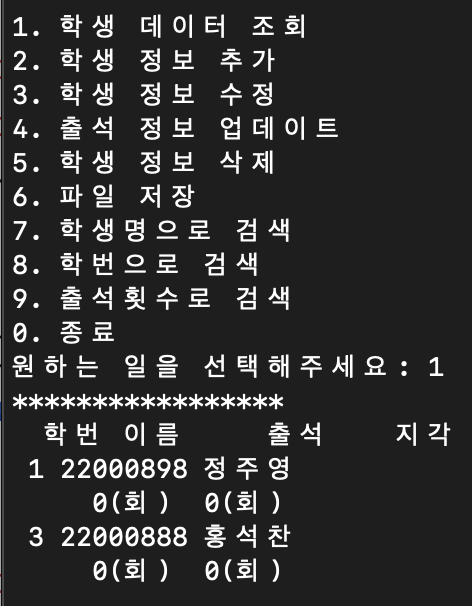 1. 학생 데이터 조회
2. 학생 정보 추가
3. 학생 정보 수정
4. 출석 정보 업데이트
5. 학생 정보 삭제
6. 파일 저장
7. 학생명으로 검색
8. 학번으로 검색
9. 출석횟수로 검색
0. 종료
원하는 일을 선택해주세요: 1
*****************
학번 이름 출석 지각
1 22000898 정주영
0(회) 0(회)
3 22000888 홍석찬
0(회) 0(회)